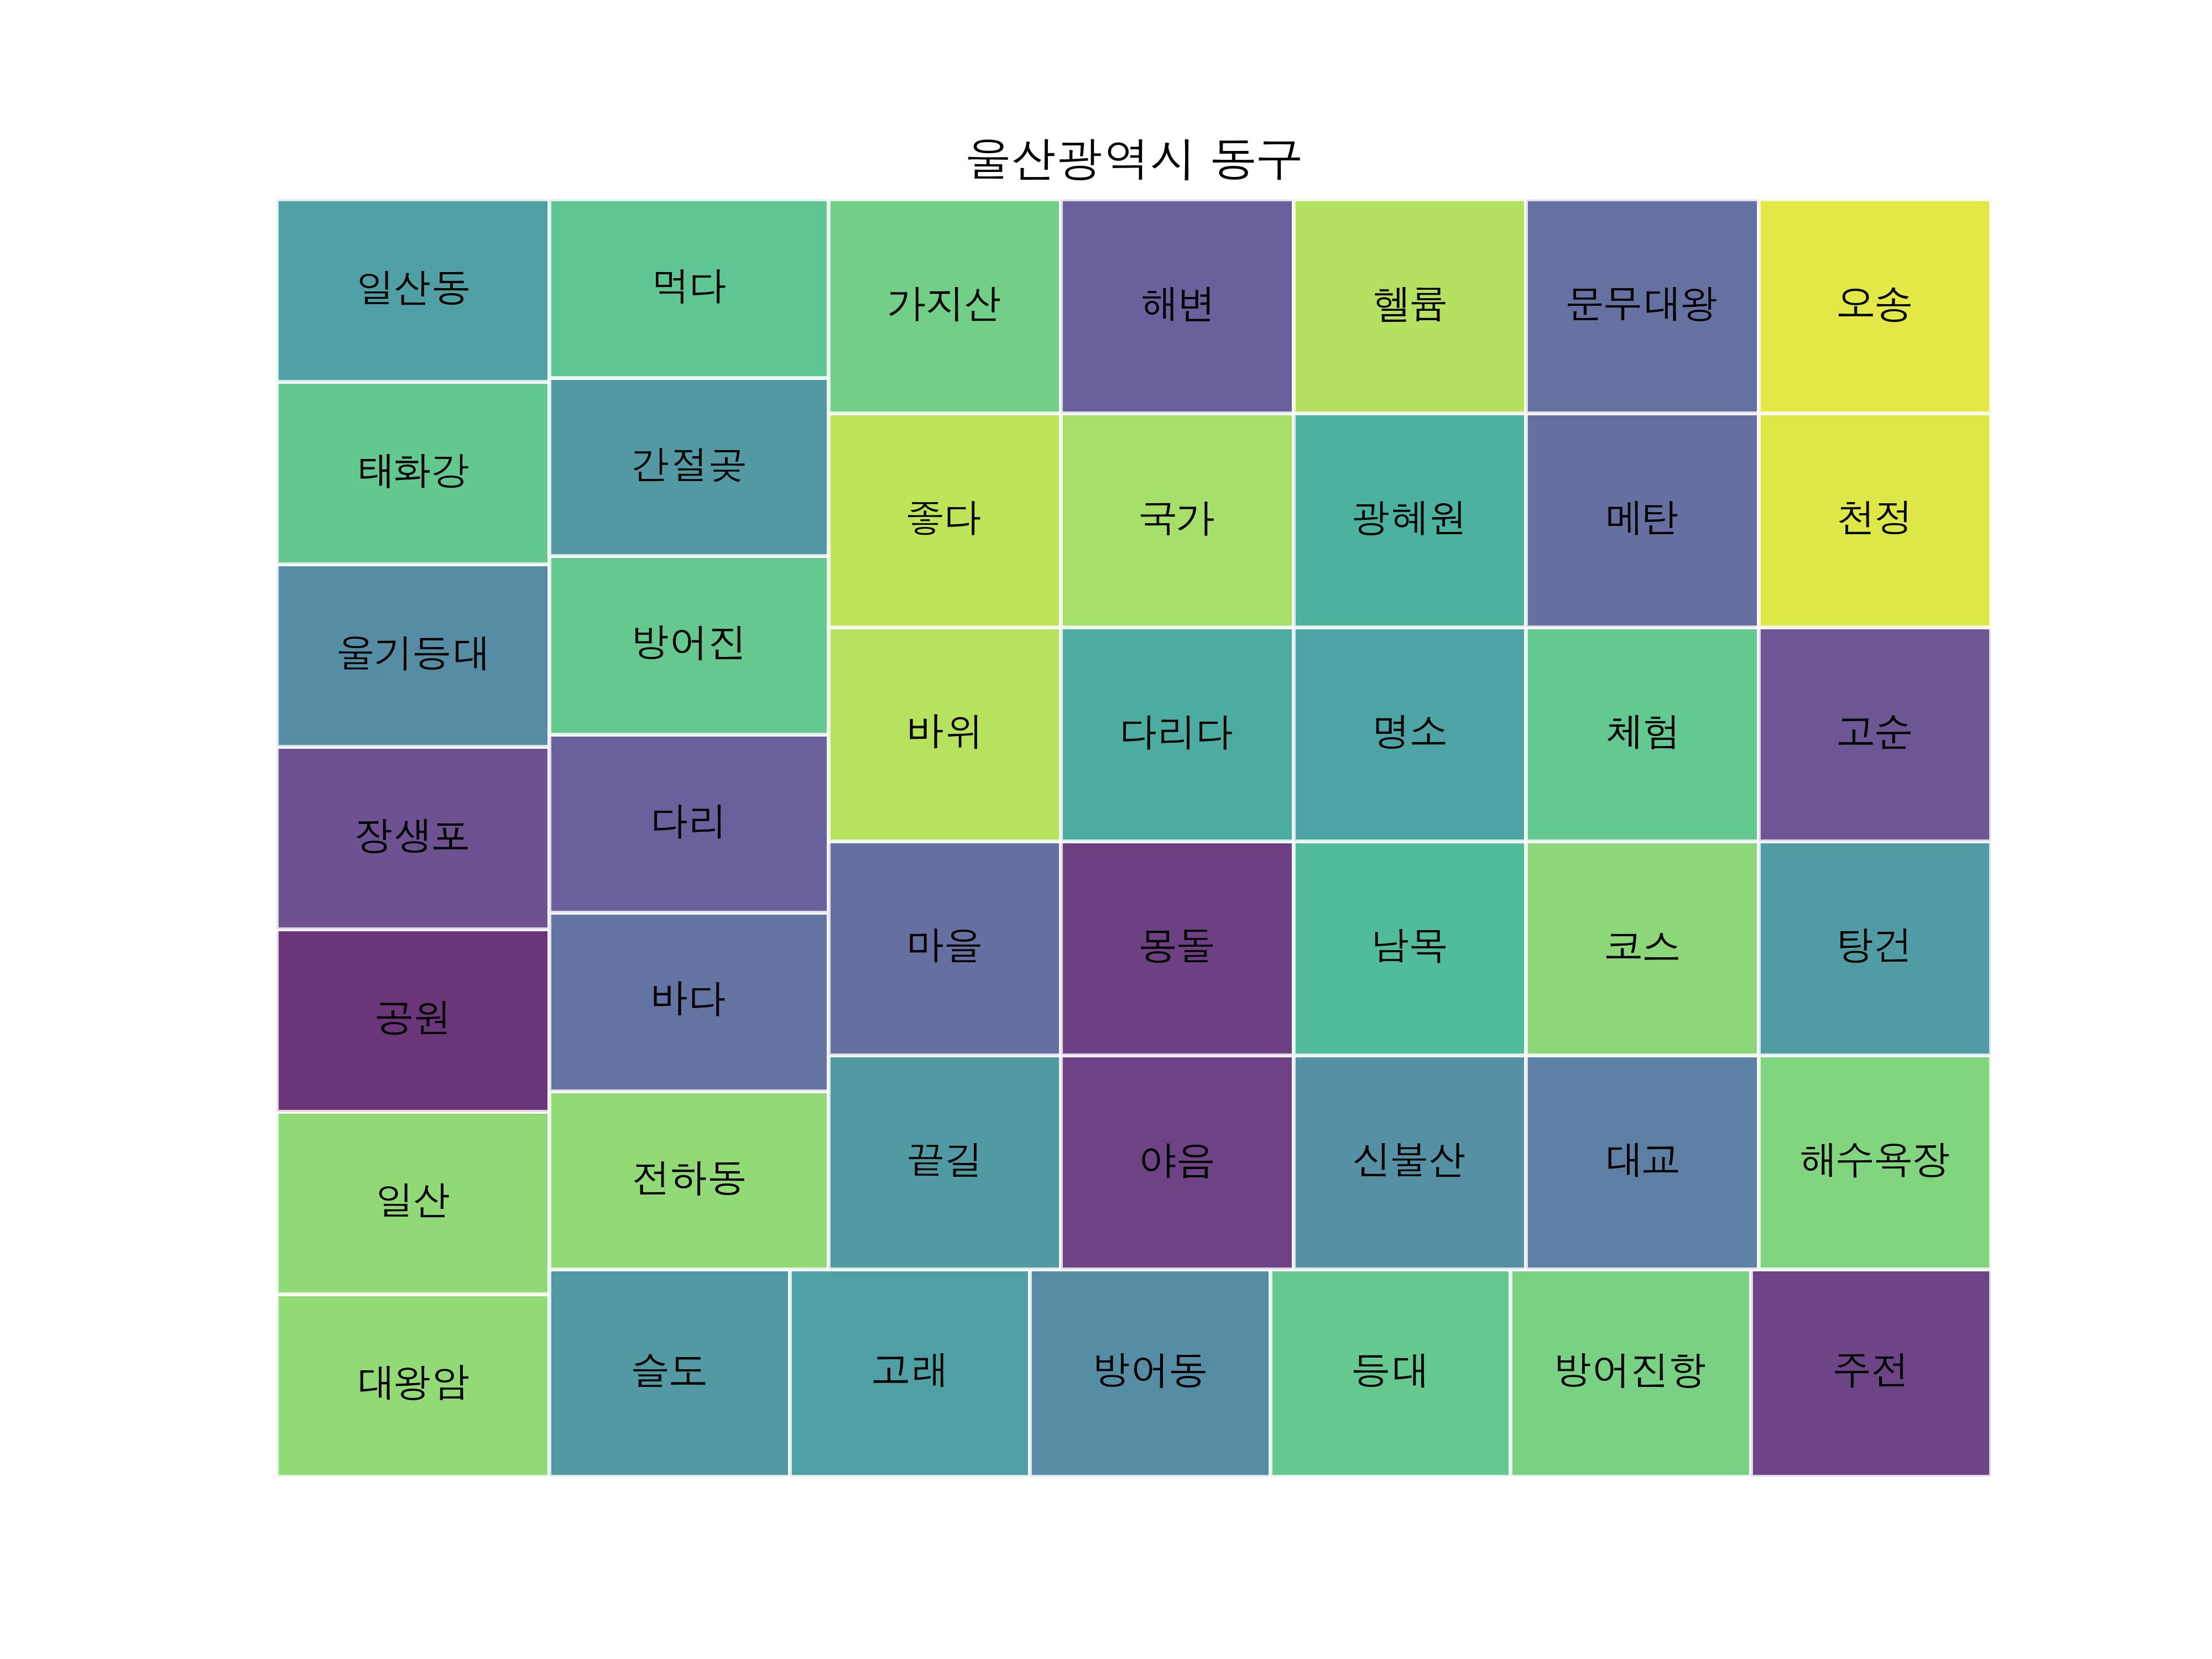 울산광역시 동구
일산동
먹다
가지산
해변
헬품
문무대왕
오송
태화강
간절곶
좋다
국가
광혜원
메탄
천정
울기등대
방어진
바위
다리다
명소
체험
고순
장생포
다리
마을
몽돌
남목
코스
탕건
공원
바다
끝길
야음
신불산
대교
해수욕장
일산
전하동
대왕암
슬도
고래
방어동
등대
방어진항
주전